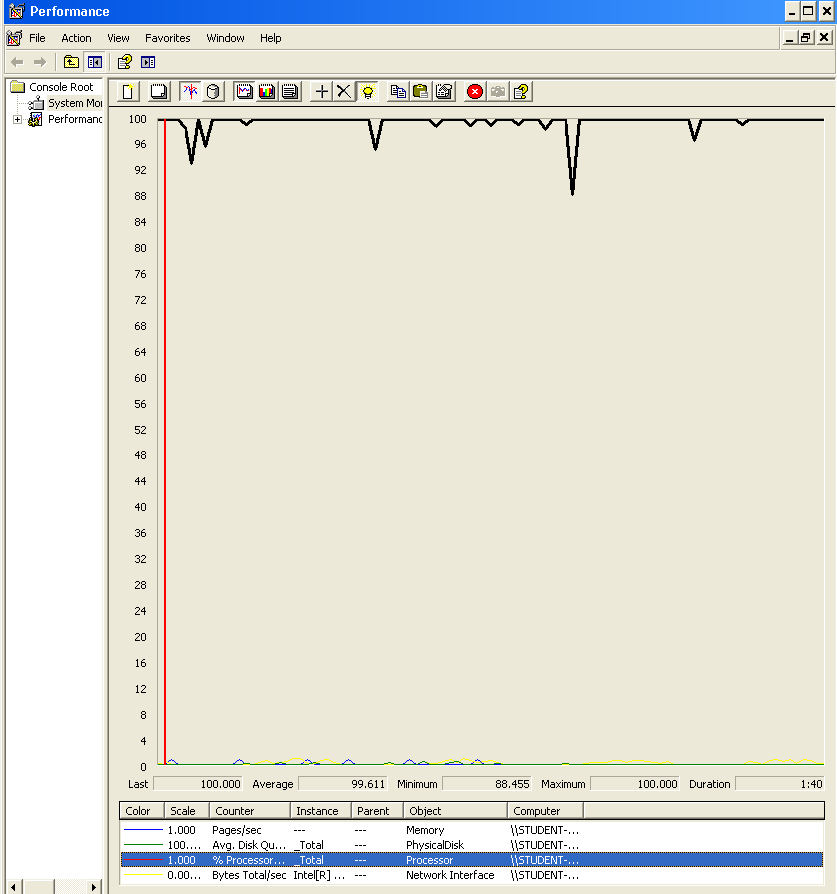 Performance
File Action View Favorites Window Help
Console Root
System Mo
Performanc
100
96
92
88
84
80
76
72
68
64
60
56
52
48
44
40
36
32
28
24
20
16
12
8
4
0
Last 100.000 Average 99.611 Minimum 88.455 Maximum 100.000 Duration 1:40
Color Scale Counter Instance Parent Object Computer
1.000 Pages/sec --- --- Memory \\STUDENT-...
100.... Avg. Disk Qu... _Total --- PhysicalDisk \\STUDENT-...
1.000 % Processor... _Total --- Processor \\STUDENT-...
0.00... Bytes Total/sec Intel[R] ... --- Network Interface \\STUDENT-...